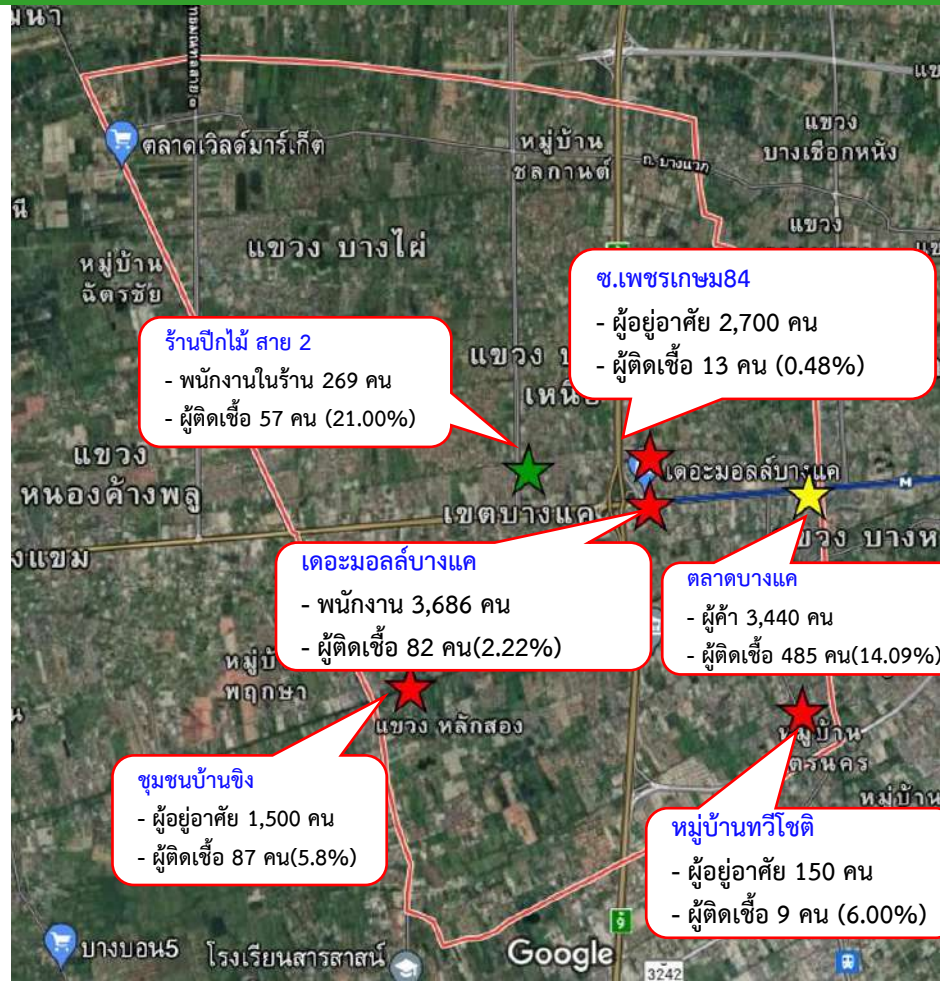 ตลาดเวิลด์มาร์เก็ต
หมู่บ้าน
ชลกานต์
ถ. บางแวก
แขวง
บางเชือกหนัง
แขวง
แขวง บางไผ่
หมู่บ้าน
ฉัตรชัย
ซ.เพชรเกษม84
- ผู้อยู่อาศัย 2,700 คน
- ผู้ติดเชื้อ 13 คน (0.48%)
ร้านปีกไม้ สาย 2
- พนักงานในร้าน 269 คน
- ผู้ติดเชื้อ 57 คน (21.00%)
แขวง
แขวง
หนองค้างพลู
เดอะมอลล์บางแค
M
เขตบางแค
เดอะมอลล์บางแค
- พนักงาน 3,686 คน
- ผู้ติดเชื้อ 82 คน(2.22%)
ตลาดบางแค
- ผู้ค้า 3,440 คน
- ผู้ติดเชื้อ 485 คน(14.09%)
พฤกษา
แขวง หลักสอง
ชุมชนบ้านขิง
- ผู้อยู่อาศัย 1,500 คน
- ผู้ติดเชื้อ 87 คน(5.8%)
หมู่บ้าน
หมู่บ้าน
หมู่บ้านทวีโชติ
- ผู้อยู่อาศัย 150 คน
- ผู้ติดเชื้อ 9 คน (6.00%)
บางบอน5
โรงเรียนสารสาสน์
Google
9
3242